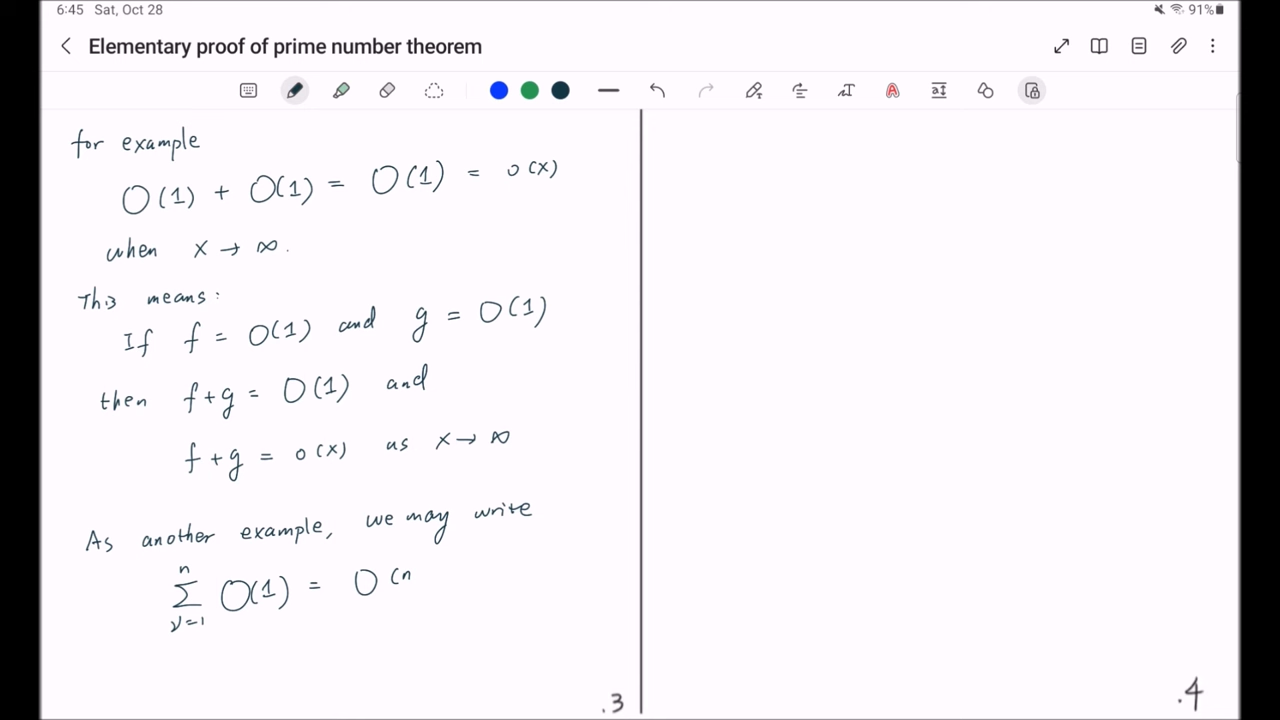 6:45 Sat, Oct 28
91%
Elementary proof of prime number theorem
for example
O(1) + O(1) = O(1) = o(x)
when x → ∞.
This means:
If f = O(1) and g = O(1)
then f+g = O(1) and
f+g = o(x) as x → ∞
As another example, we may write
n
∑ O(1) = O(n
ν=1
.3
.4